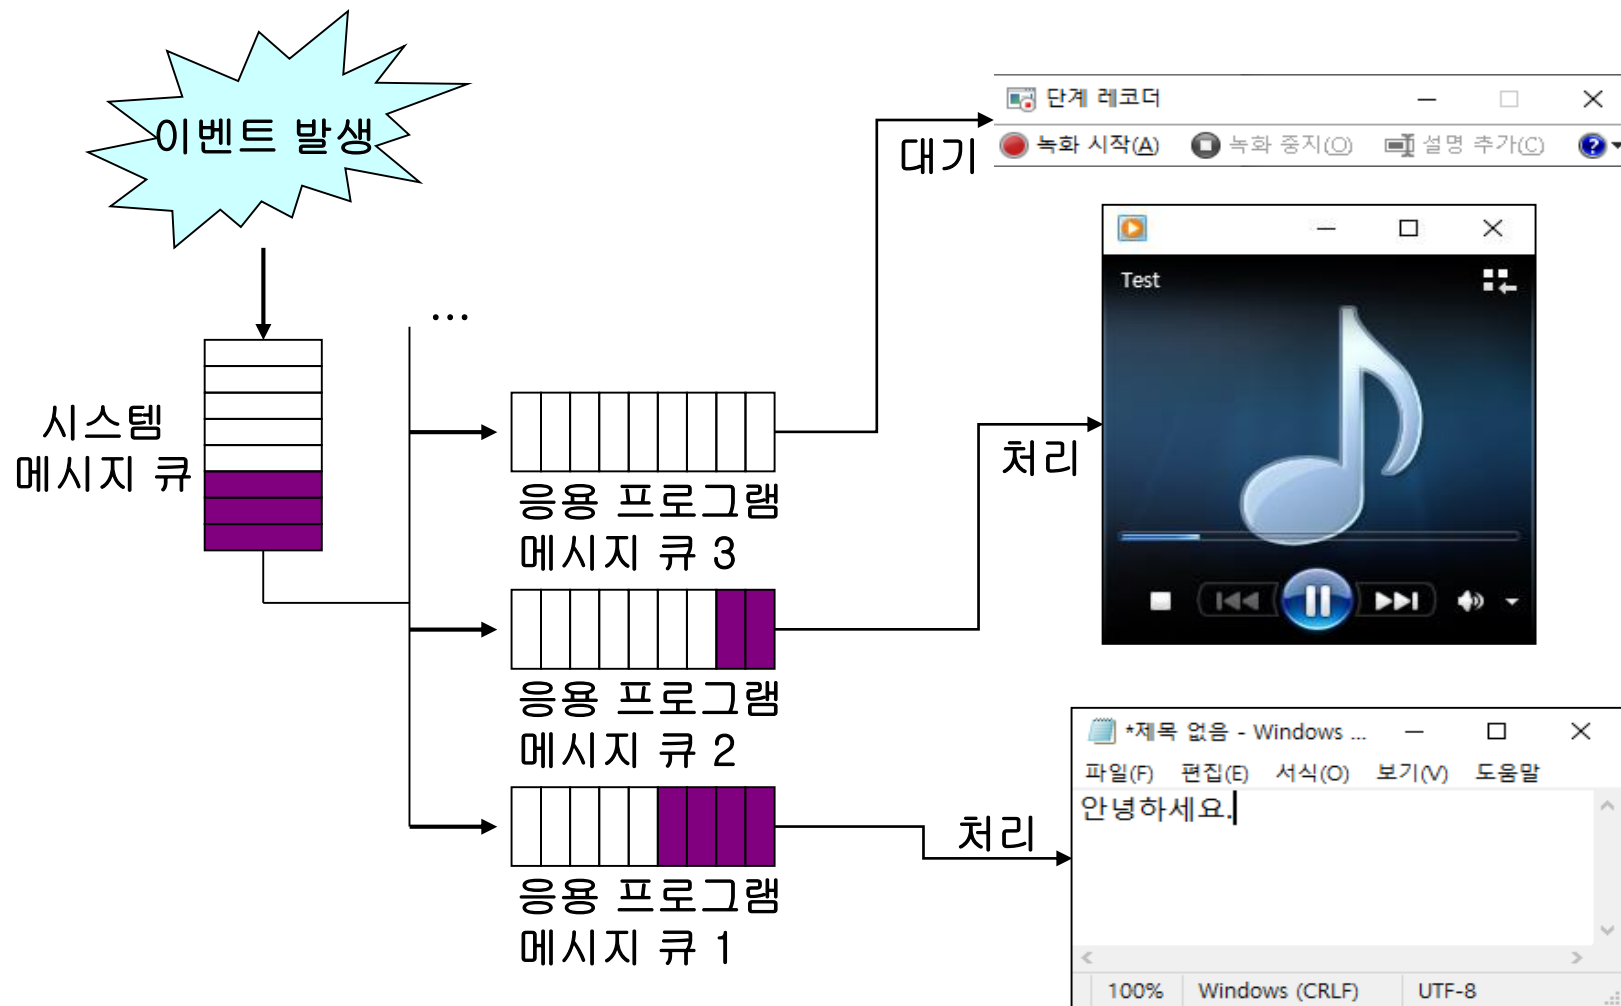 이벤트 발생
시스템
메시지 큐
...
응용 프로그램
메시지 큐 3
응용 프로그램
메시지 큐 2
응용 프로그램
메시지 큐 1
대기
처리
처리
단계 레코더
녹화 시작(A) 녹화 중지(O) 설명 추가(C) ?
Test
*제목 없음 - Windows ...
파일(F) 편집(E) 서식(O) 보기(V) 도움말
안녕하세요.
100% Windows (CRLF) UTF-8